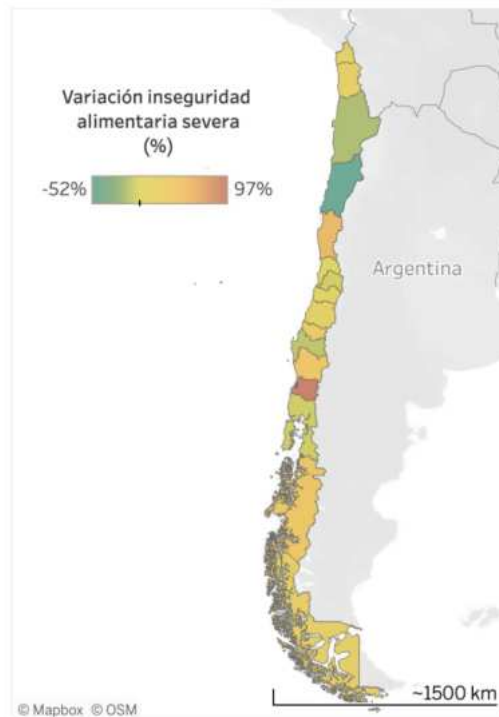 Variación inseguridad
alimentaria severa
(%)
-52%
97%
Argentina
© Mapbox © OSM
~1500 km